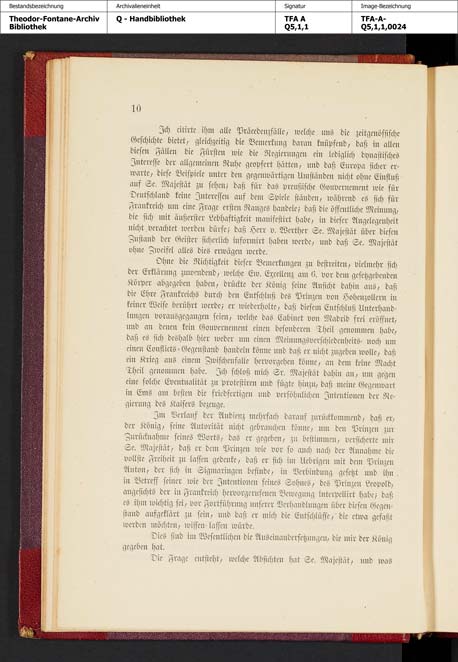 Bestandsbezeichnung
Archivalieneinheit
Signatur
Image-Bezeichnung
Theodor-Fontane-Archiv
Bibliothek
Q - Handbibliothek
TFA A
Q5,1,1
TFA-A-
Q5,1,1,0024
10
Ich citirte ihm alle Präcedenzfälle, welche uns die zeitgenössische
Geschichte bietet, gleichzeitig die Bemerkung daran knüpfend, daß in allen
diesen Fällen die Fürsten wie die Regierungen ein lediglich dynastisches
Interesse der allgemeinen Ruhe geopfert hätten, und daß Europa sicher er-
warte, diese Beispiele unter den gegenwärtigen Umständen nicht ohne Einfluß
auf Se. Majestät zu sehen; daß für das preußische Gouvernement wie für
Deutschland keine Interessen auf dem Spiele ständen, während es sich für
Frankreich um eine Frage ersten Ranges handele; daß die öffentliche Meinung,
die sich mit äußerster Lebhaftigkeit manifestirt habe, in dieser Angelegenheit
nicht verachtet werden dürfe; daß Herr v. Werther Se. Majestät über diesen
Zustand der Geister sicherlich informirt haben werde, und daß Se. Majestät
ohne Zweifel alles dies erwägen werde.
Ohne die Richtigkeit dieser Bemerkungen zu bestreiten, vielmehr sich
der Erklärung zuwendend, welche Ew. Exellenz am 6. vor dem gesetzgebenden
Körper abgegeben haben, drückte der König seine Ansicht dahin aus, daß
die Ehre Frankreichs durch den Entschluß des Prinzen von Hohenzollern in
keiner Weise berührt werde; er wiederholte, daß diesem Entschluß Unterhand-
lungen vorausgegangen seien, welche das Cabinet von Madrid frei eröffnet,
und an denen kein Gouvernement einen besonderen Theil genommen habe,
daß es sich deshalb hier weder um einen Meinungsverschiedenheits- noch um
einen Conflicts-Gegenstand handeln könne und daß er nicht zugeben wolle, daß
ein Krieg aus einem Zwischenfalle hervorgehen könne, an dem keine Macht
Theil genommen habe. Ich schloß mich Sr. Majestät dahin an, um gegen
eine solche Eventualität zu protestiren und fügte hinzu, daß meine Gegenwart
in Ems am besten die friedfertigen und versöhnlichen Intentionen der Re-
gierung des Kaisers bezeuge.
Im Verlauf der Audienz mehrfach darauf zurückkommend, daß er,
der König, seine Autorität nicht gebrauchen könne, um den Prinzen zur
Zurücknahme seines Worts, das er gegeben, zu bestimmen, versicherte mir
Se. Majestät, daß er dem Prinzen wie vor so auch nach der Annahme die
vollste Freiheit zu lassen gedenke, daß er sich im Uebrigen mit dem Prinzen
Anton, der sich in Sigmaringen befinde, in Verbindung gesetzt und ihn
in Betreff seiner wie der Intentionen seines Sohnes, des Prinzen Leopold,
angesichts der in Frankreich hervorgerufenen Bewegung interpellirt habe; daß
es ihm wichtig sei, vor Fortführung unserer Verhandlungen über diesen Gegen-
stand aufgeklärt zu sein, und daß er mich die Entschlüsse, die etwa gefaßt
werden möchten, wissen lassen würde.
Dies sind im Wesentlichen die Auseinandersetzungen, die mir der König
gegeben hat.
Die Frage entsteht, welche Absichten hat Se. Majestät, und was